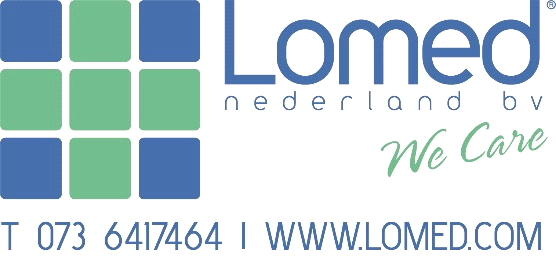 Lomed®
nederland bv
We Care
T 073 6417464 | WWW.LOMED.COM